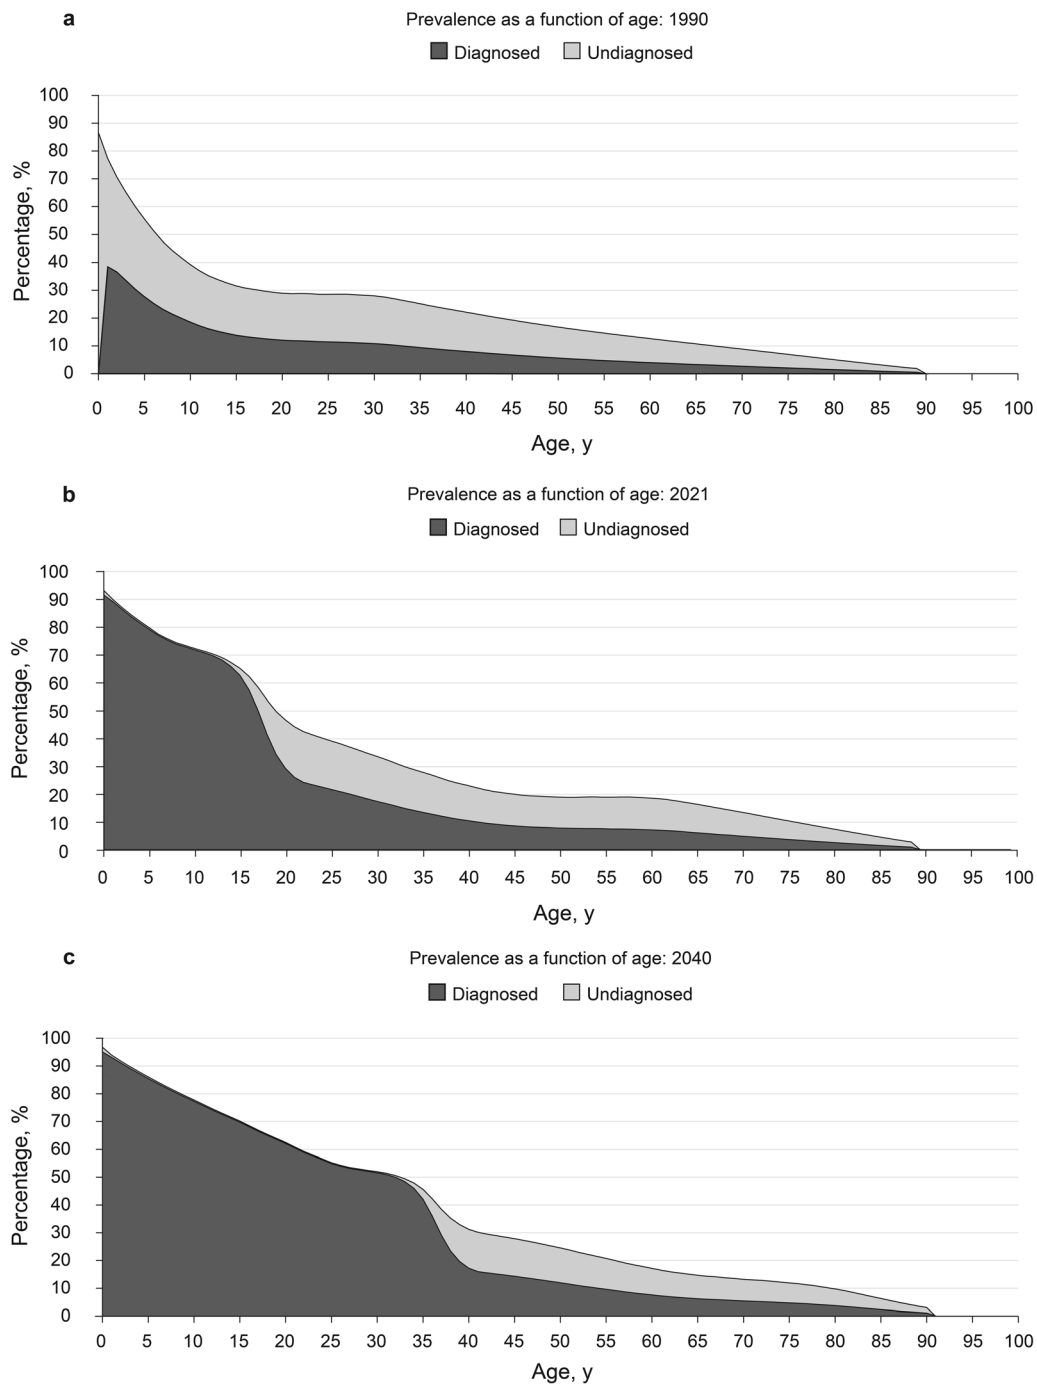 a
Prevalence as a function of age: 1990
Diagnosed Undiagnosed
100
90
80
70
60
50
40
30
20
10
0
Percentage, %
0 5 10 15 20 25 30 35 40 45 50 55 60 65 70 75 80 85 90 95 100
Age, y
b
Prevalence as a function of age: 2021
Diagnosed Undiagnosed
100
90
80
70
60
50
40
30
20
10
0
Percentage, %
0 5 10 15 20 25 30 35 40 45 50 55 60 65 70 75 80 85 90 95 100
Age, y
c
Prevalence as a function of age: 2040
Diagnosed Undiagnosed
100
90
80
70
60
50
40
30
20
10
0
Percentage, %
0 5 10 15 20 25 30 35 40 45 50 55 60 65 70 75 80 85 90 95 100
Age, y